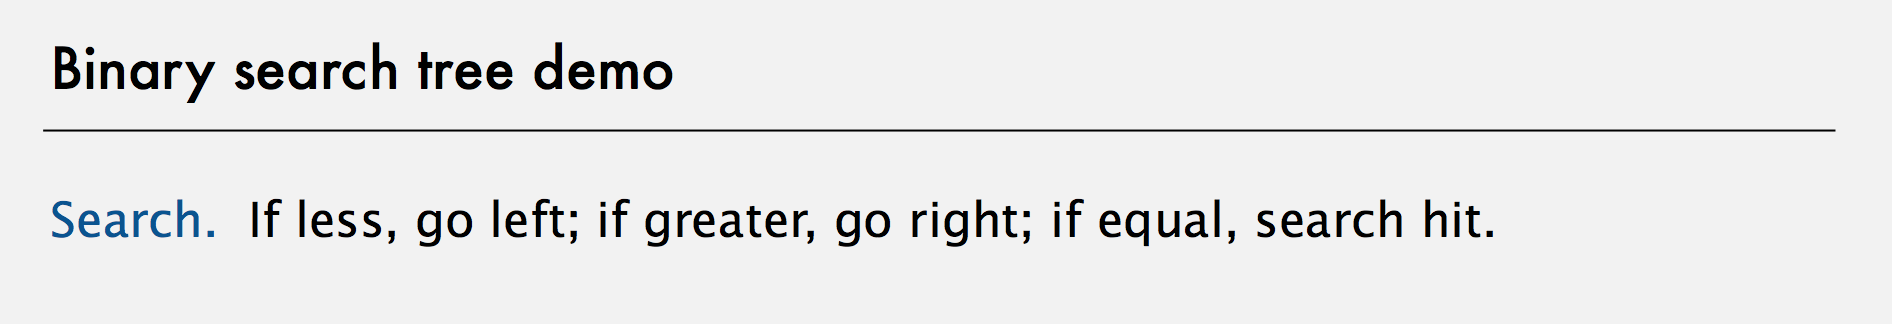 Binary search tree demo
Search. If less, go left; if greater, go right; if equal, search hit.